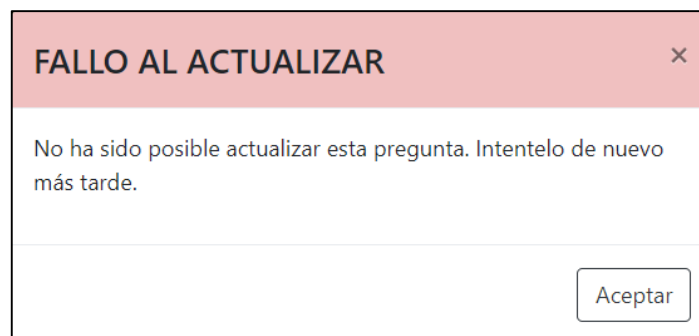 FALLO AL ACTUALIZAR
×
No ha sido posible actualizar esta pregunta. Intentelo de nuevo
más tarde.
Aceptar